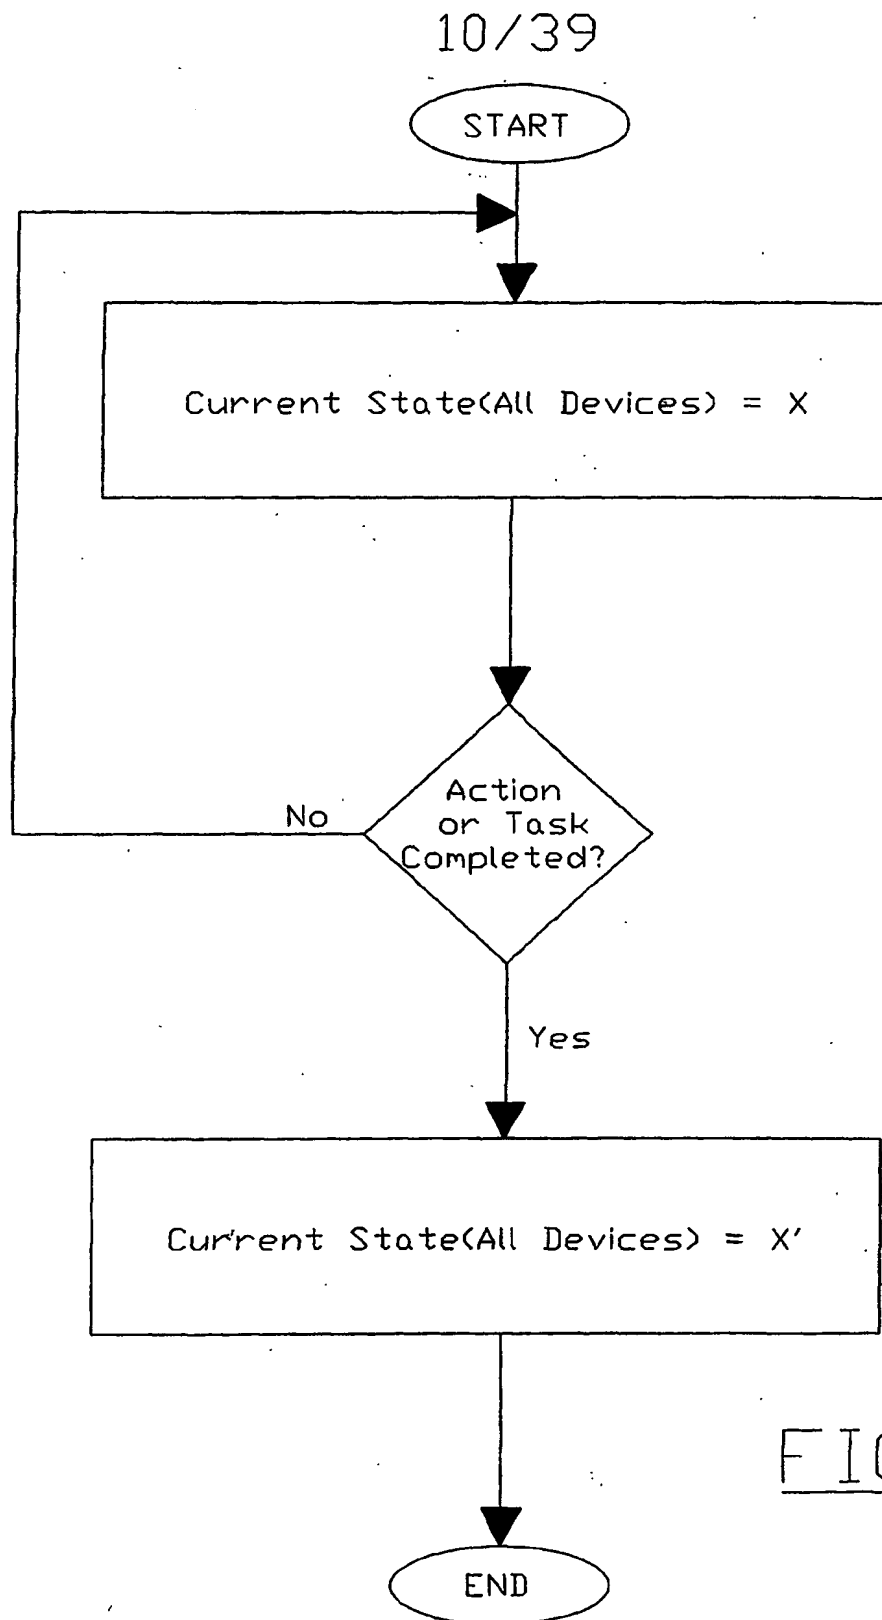 10/39
START
Current State(All Devices) = X
Action
or Task
Completed?
No
Yes
Current State(All Devices) = X'
END